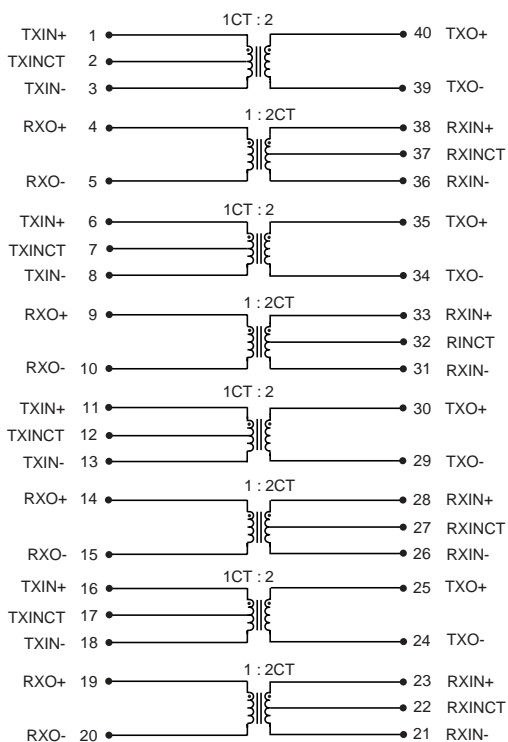 1CT : 2
TXIN+ 1 40 TXO+
TXINCT 2
TXIN- 3 39 TXO-
1 : 2CT
RXO+ 4 38 RXIN+
37 RXINCT
RXO- 5 36 RXIN-
1CT : 2
TXIN+ 6 35 TXO+
TXINCT 7
TXIN- 8 34 TXO-
1 : 2CT
RXO+ 9 33 RXIN+
32 RINCT
RXO- 10 31 RXIN-
1CT : 2
TXIN+ 11 30 TXO+
TXINCT 12
TXIN- 13 29 TXO-
1 : 2CT
RXO+ 14 28 RXIN+
27 RXINCT
RXO- 15 26 RXIN-
1CT : 2
TXIN+ 16 25 TXO+
TXINCT 17
TXIN- 18 24 TXO-
1 : 2CT
RXO+ 19 23 RXIN+
22 RXINCT
RXO- 20 21 RXIN-